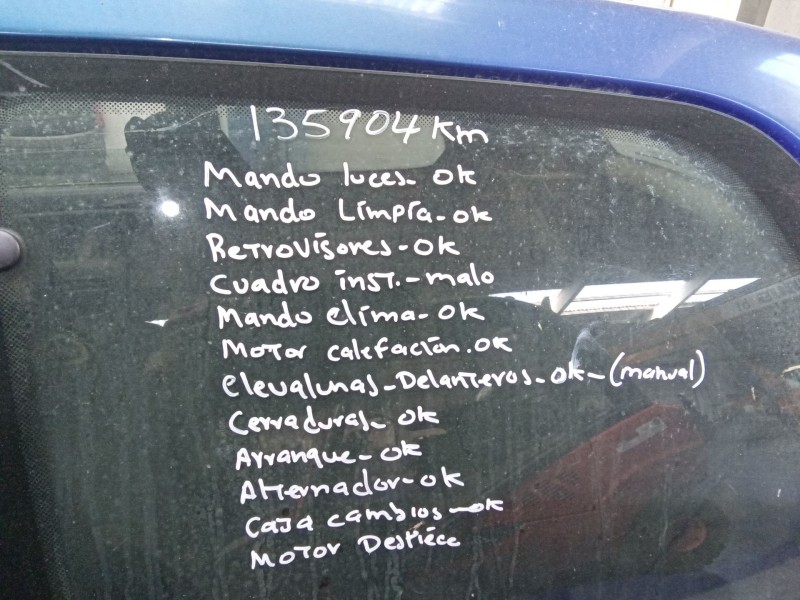 135904 Km
Mando luces - ok
Mando Limpia - ok
Retrovisores - ok
Cuadro inst. - malo
Mando clima - ok
Motor calefacion. ok
elevalunas - Delanteros - ok - (manual)
Cerraduras - ok
Arranque - ok
Alternador - ok
Caja cambios - ok
Motor Despiece